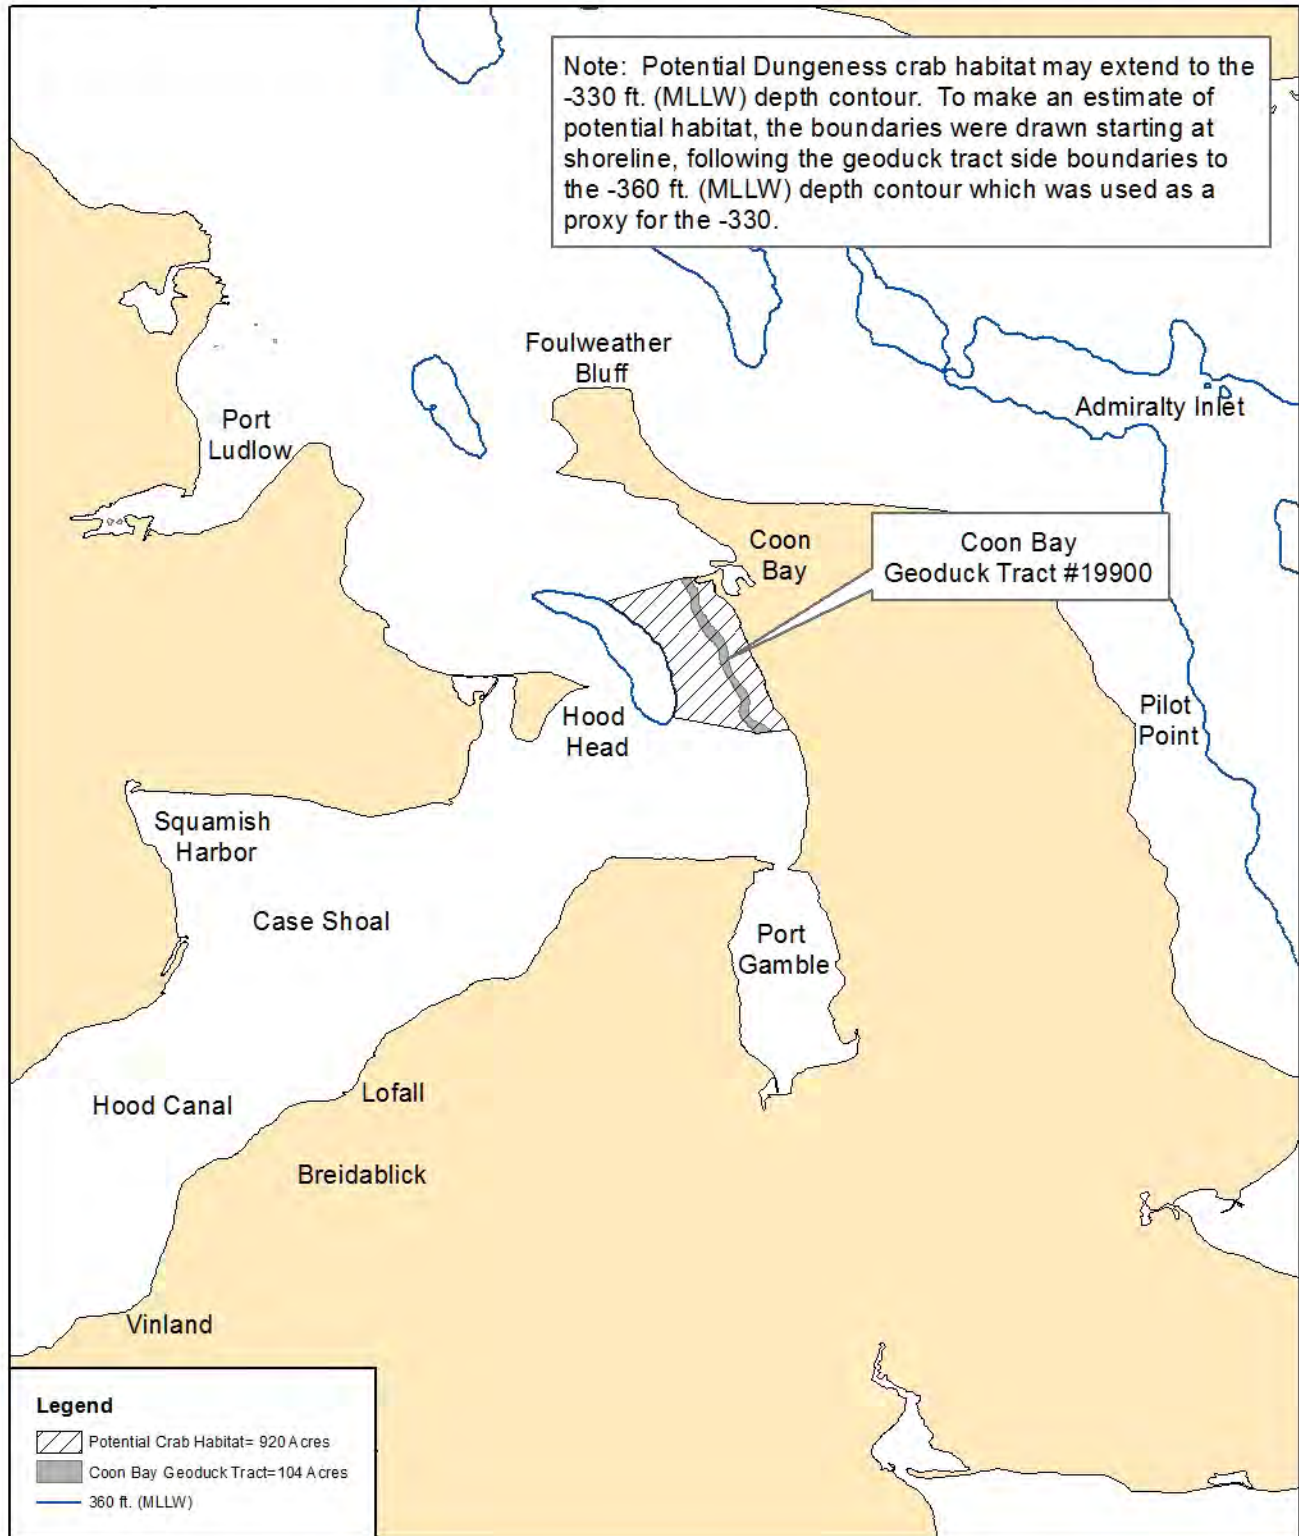 Note: Potential Dungeness crab habitat may extend to the
-330 ft. (MLLW) depth contour. To make an estimate of
potential habitat, the boundaries were drawn starting at
shoreline, following the geoduck tract side boundaries to
the -360 ft. (MLLW) depth contour which was used as a
proxy for the -330.
Foulweather
Bluff
Admiralty Inlet
Port
Ludlow
Coon
Bay
Coon Bay
Geoduck Tract #19900
Hood
Head
Pilot
Point
Squamish
Harbor
Case Shoal
Port
Gamble
Hood Canal
Lofall
Breidablick
Vinland
Legend
Potential Crab Habitat= 920 Acres
Coon Bay Geoduck Tract=104 Acres
360 ft. (MLLW)